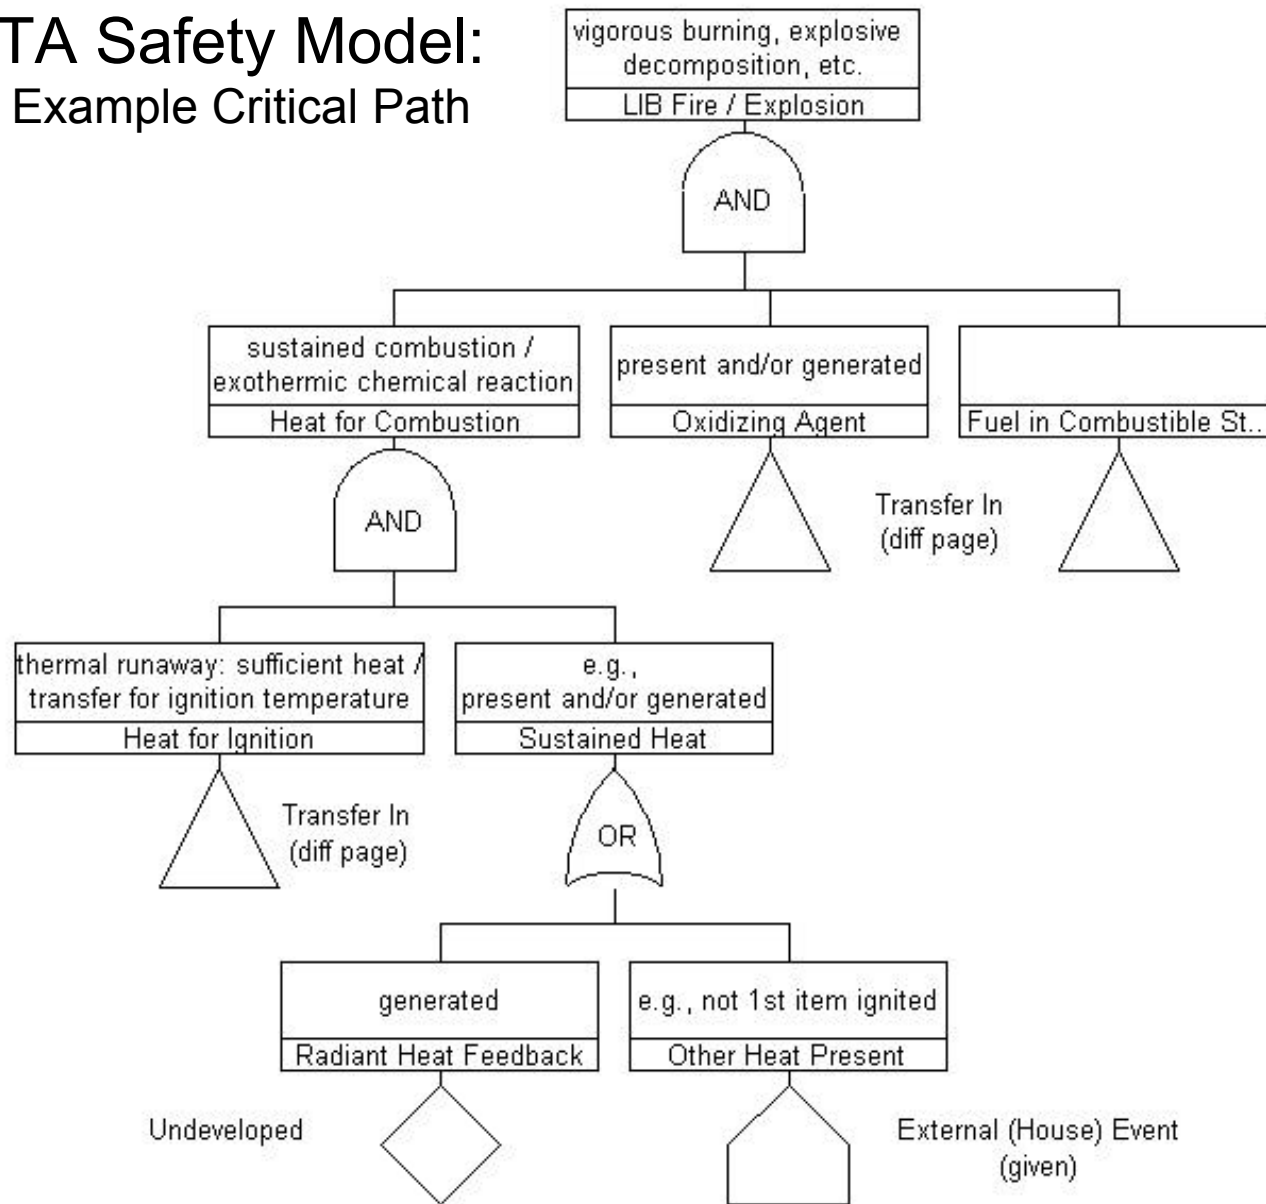 TA Safety Model:
Example Critical Path
vigorous burning, explosive
decomposition, etc.
LIB Fire / Explosion
AND
sustained combustion /
exothermic chemical reaction
Heat for Combustion
present and/or generated
Oxidizing Agent
Fuel in Combustible St..
AND
Transfer In
(diff page)
thermal runaway: sufficient heat /
transfer for ignition temperature
Heat for Ignition
e.g.,
present and/or generated
Sustained Heat
Transfer In
(diff page)
OR
generated
Radiant Heat Feedback
e.g., not 1st item ignited
Other Heat Present
Undeveloped
External (House) Event
(given)